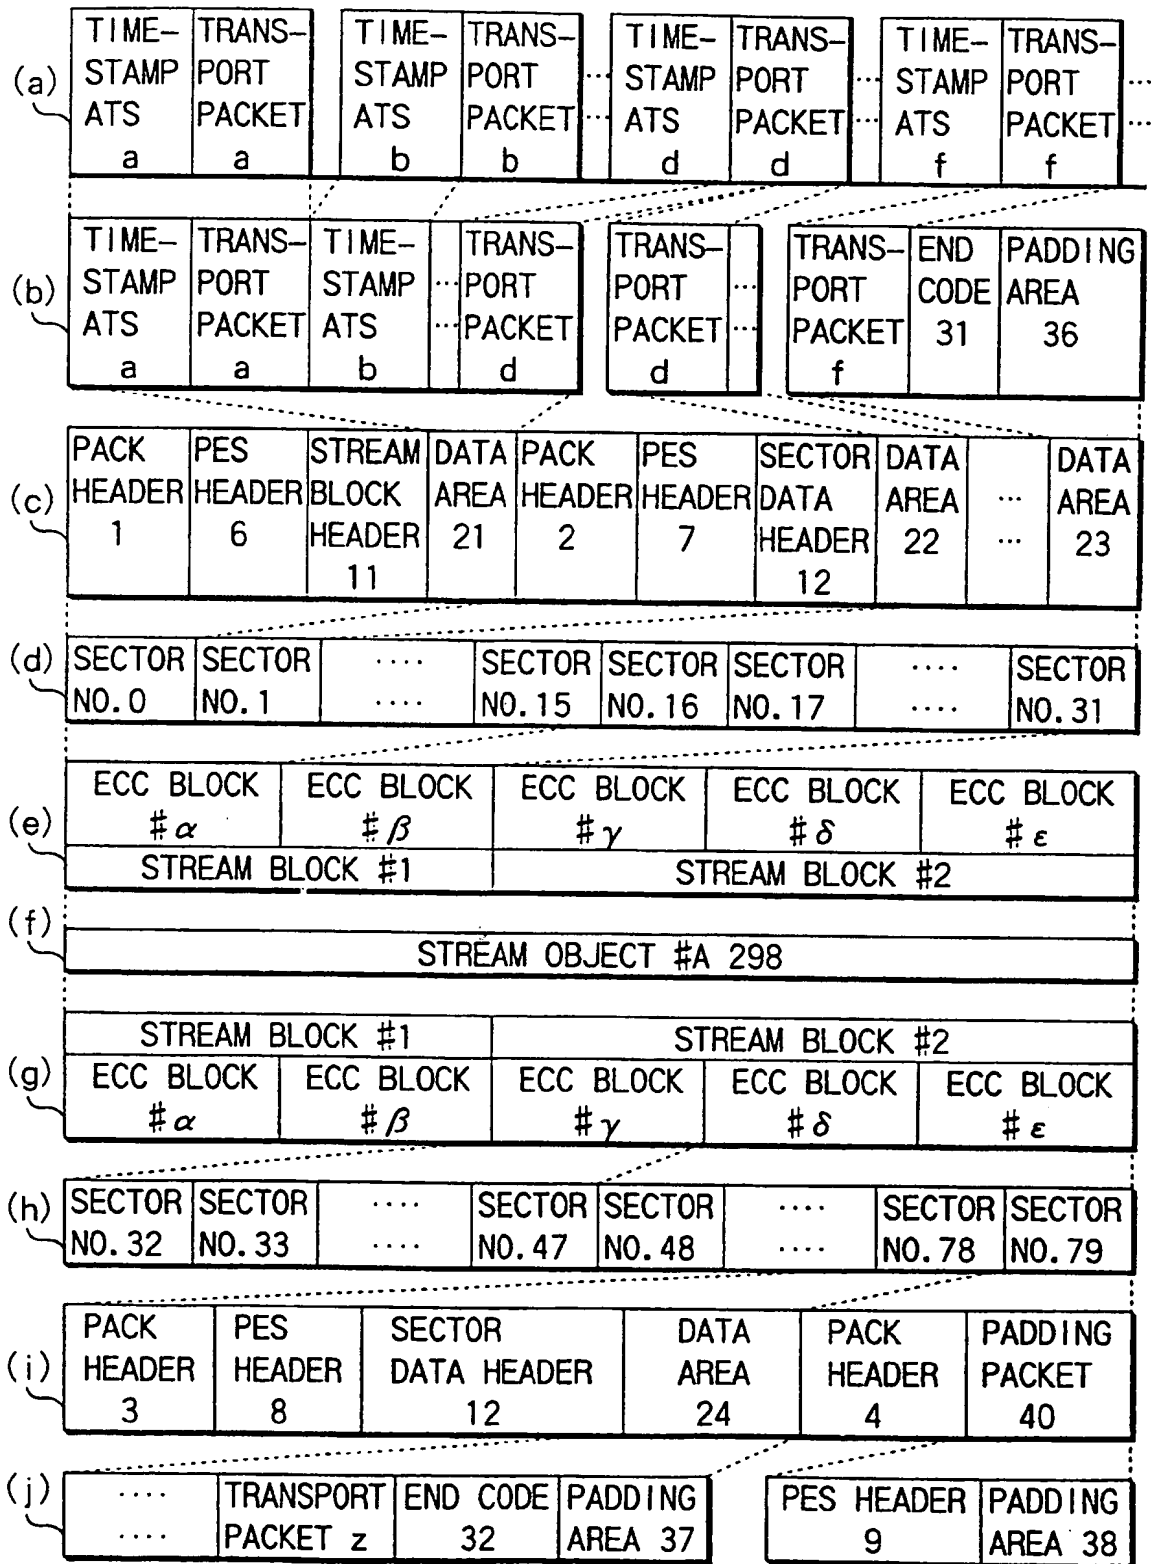 (a)
TIME-STAMP ATS a
TRANS-PORT PACKET a
TIME-STAMP ATS b
TRANS-PORT PACKET b
...
...
TIME-STAMP ATS d
TRANS-PORT PACKET d
...
...
TIME-STAMP ATS f
TRANS-PORT PACKET f
...
...
(b)
TIME-STAMP ATS a
TRANS-PORT PACKET a
TIME-STAMP ATS b
...
...
TRANS-PORT PACKET d
TRANS-PORT PACKET d
...
...
TRANS-PORT PACKET f
END CODE 31
PADDING AREA 36
(c)
PACK HEADER 1
PES HEADER 6
STREAM BLOCK HEADER 11
DATA AREA 21
PACK HEADER 2
PES HEADER 7
SECTOR DATA HEADER 12
DATA AREA 22
...
...
DATA AREA 23
(d)
SECTOR NO.0
SECTOR NO.1
....
....
SECTOR NO.15
SECTOR NO.16
SECTOR NO.17
....
....
SECTOR NO.31
(e)
ECC BLOCK #α
ECC BLOCK #β
ECC BLOCK #γ
ECC BLOCK #δ
ECC BLOCK #ε
STREAM BLOCK #1
STREAM BLOCK #2
(f)
STREAM OBJECT #A 298
(g)
STREAM BLOCK #1
STREAM BLOCK #2
ECC BLOCK #α
ECC BLOCK #β
ECC BLOCK #γ
ECC BLOCK #δ
ECC BLOCK #ε
(h)
SECTOR NO.32
SECTOR NO.33
....
....
SECTOR NO.47
SECTOR NO.48
....
....
SECTOR NO.78
SECTOR NO.79
(i)
PACK HEADER 3
PES HEADER 8
SECTOR DATA HEADER 12
DATA AREA 24
PACK HEADER 4
PADDING PACKET 40
(j)
....
....
TRANSPORT PACKET z
END CODE 32
PADDING AREA 37
PES HEADER 9
PADDING AREA 38